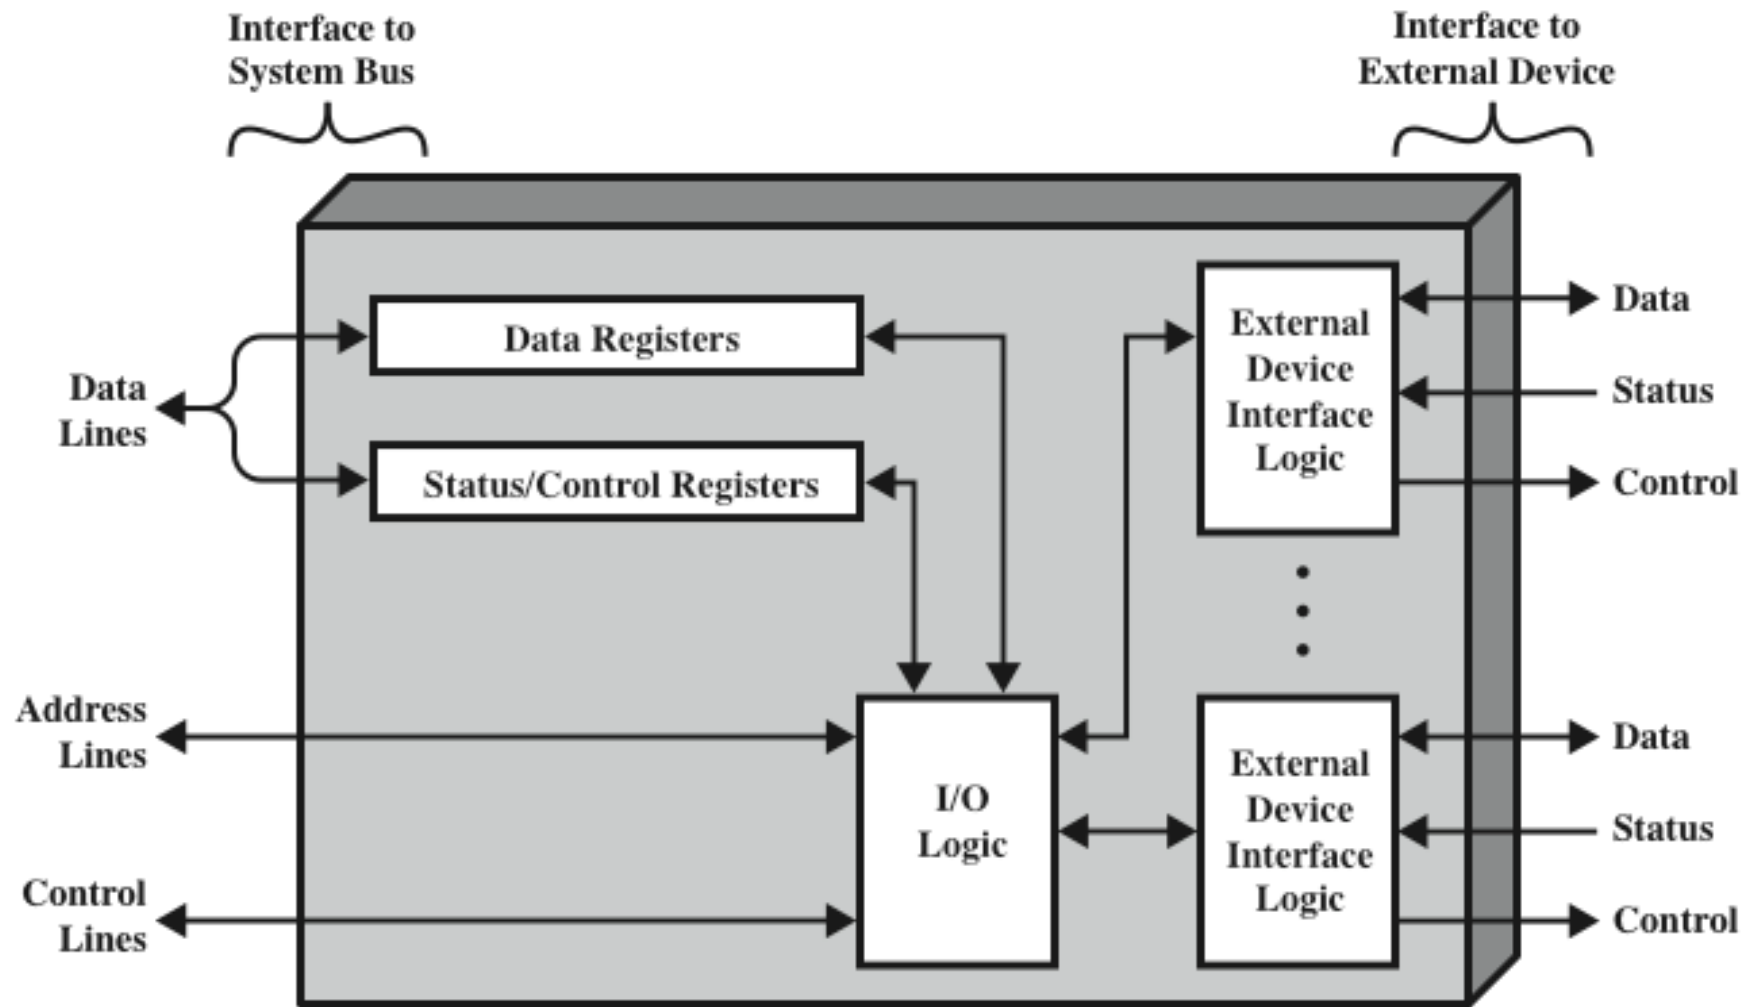 Interface to
System Bus
Interface to
External Device
Data Registers
Status/Control Registers
Data
Lines
Address
Lines
Control
Lines
I/O
Logic
External
Device
Interface
Logic
Data
Status
Control
External
Device
Interface
Logic
Data
Status
Control